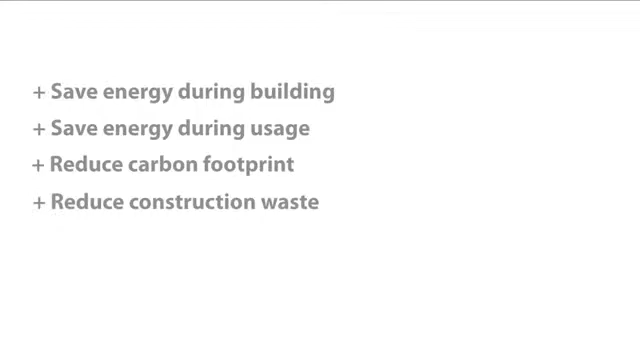 + Save energy during building
+ Save energy during usage
+ Reduce carbon footprint
+ Reduce construction waste